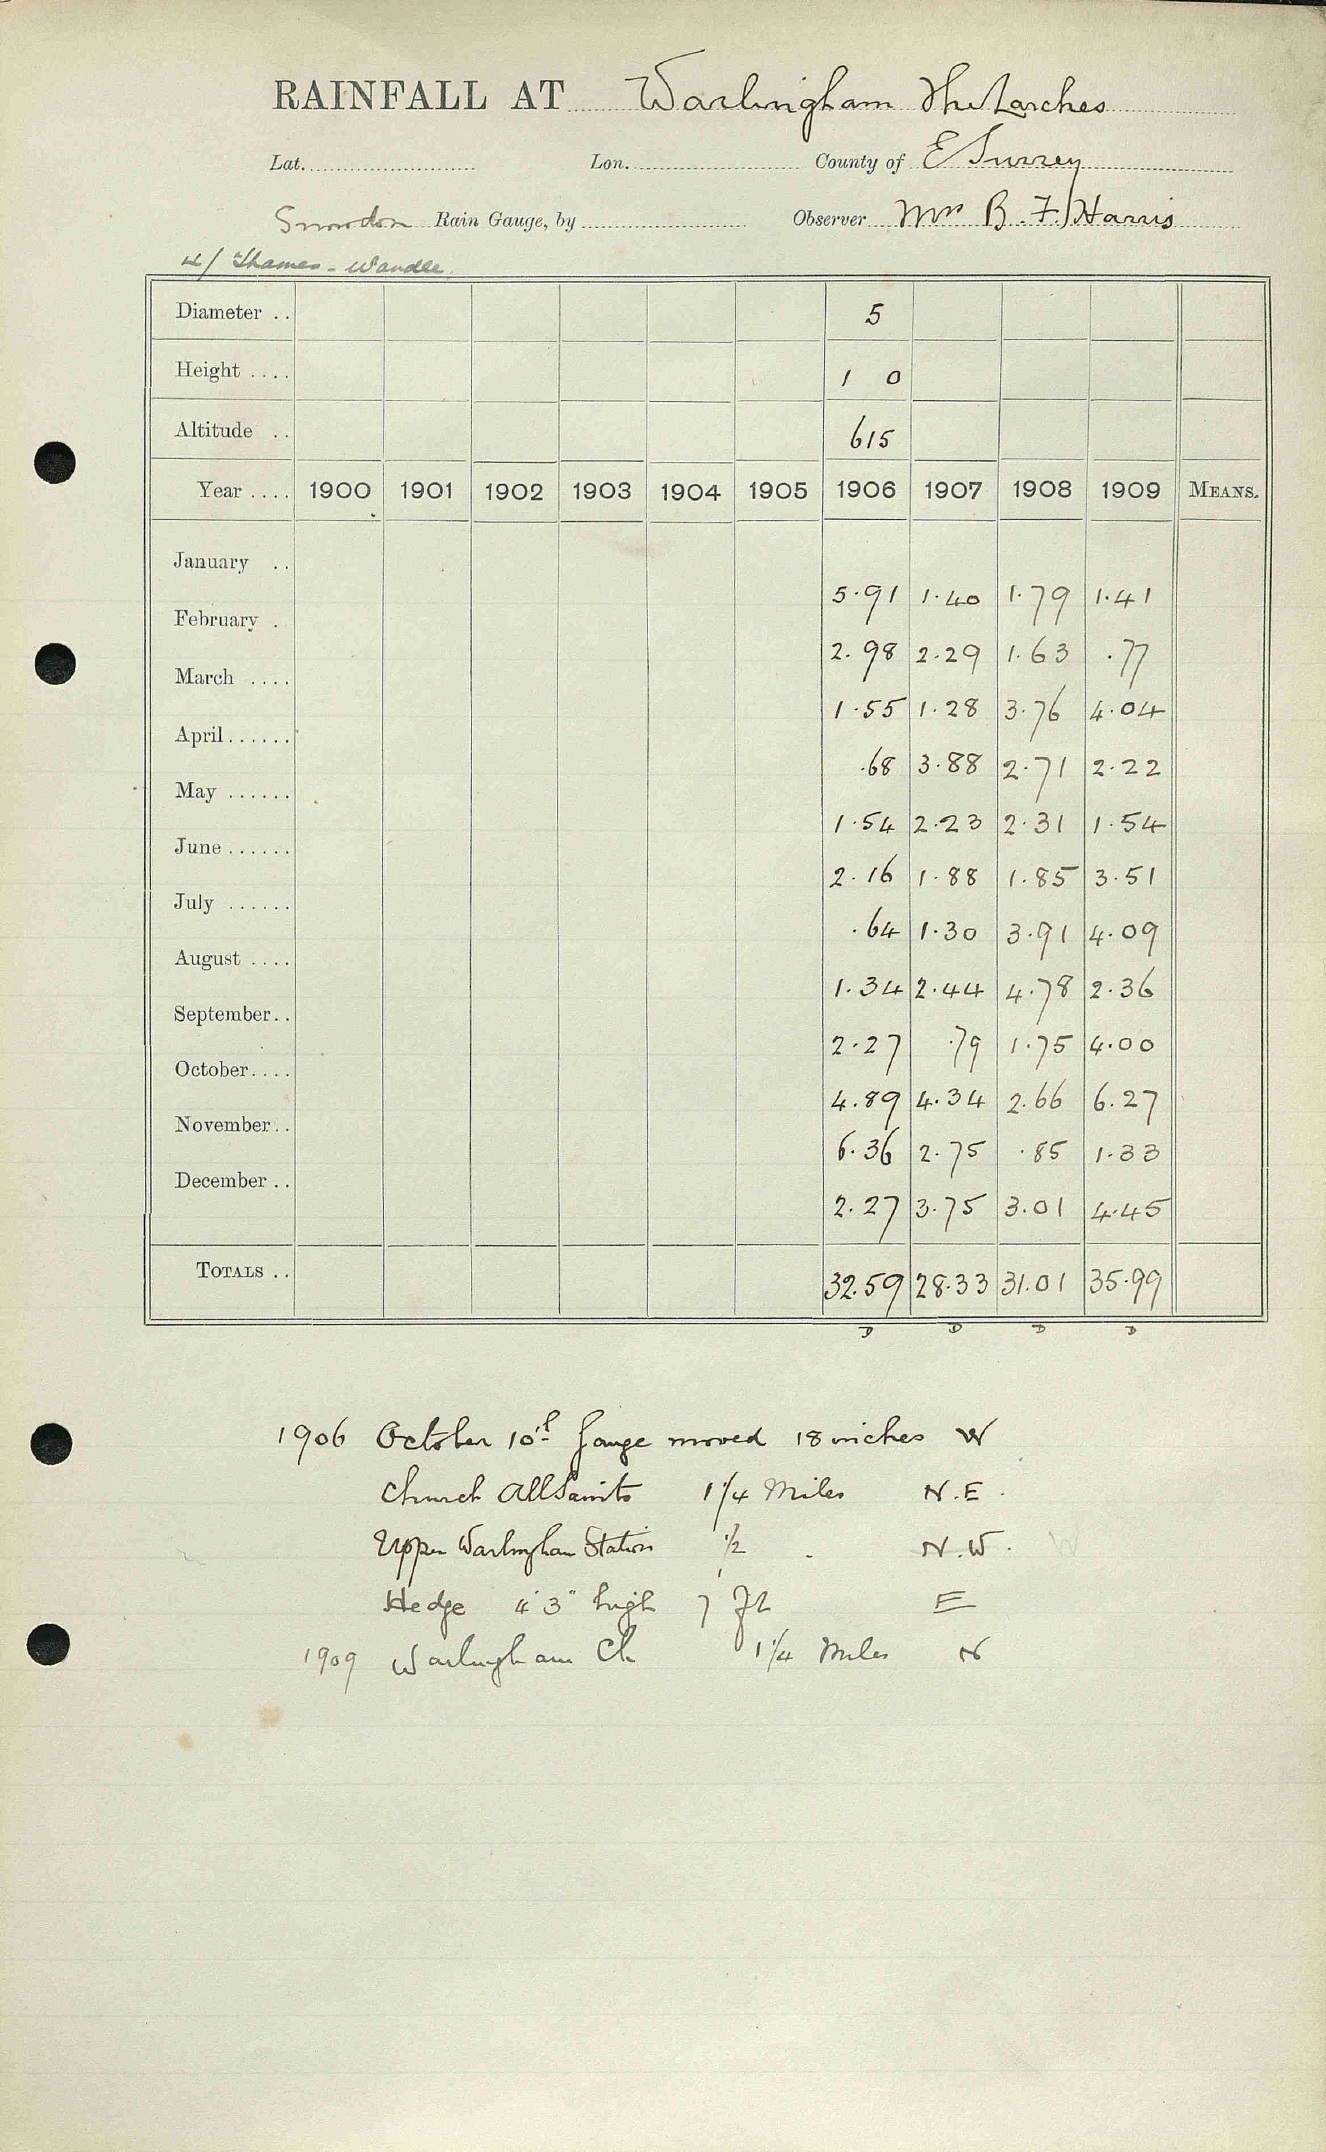 RAINFALL AT Warlingham The Larches
Lat. Lon. County of E Surrey
Snowdon Rain Gauge, by Observer Mrs B. F. Harris
4/ Thames - Wandle.
Diameter .. 5
Height .... 1 0
Altitude .. 615
Year .... 1900 1901 1902 1903 1904 1905 1906 1907 1908 1909 MEANS.
January .. 5.91 1.40 1.79 1.41
February . 2.98 2.29 1.63 .77
March .... 1.55 1.28 3.76 4.04
April ...... .68 3.88 2.71 2.22
May ...... 1.54 2.23 2.31 1.54
June ...... 2.16 1.88 1.85 3.51
July ...... .64 1.30 3.91 4.09
August .... 1.34 2.44 4.78 2.36
September.. 2.27 .79 1.75 4.00
October.... 4.89 4.34 2.66 6.27
November.. 6.36 2.75 .85 1.33
December .. 2.27 3.75 3.01 4.45
TOTALS .. 32.59 28.33 31.01 35.99
D D D D
1906 October 10th Gauge moved 18 inches W
Church All Saints 1 1/4 Miles N.E.
Upper Warlingham Station 1/2 . N.W.
Hedge 4' 3" high 7 ft E
1909 Warlingham Ch 1 1/4 Miles N